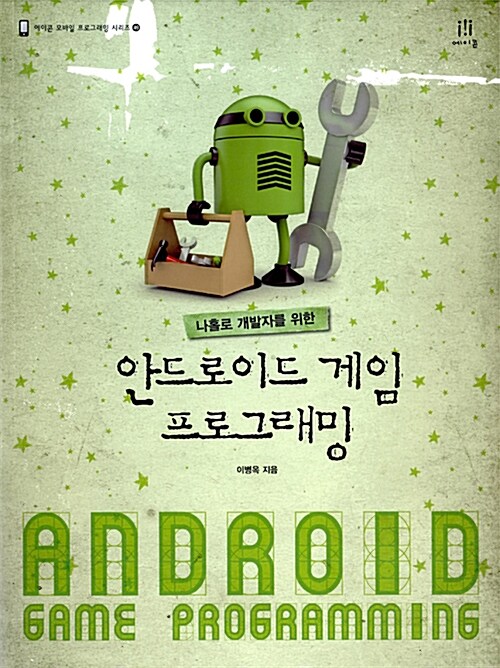 에이콘 모바일 프로그래밍 시리즈
에이콘
나홀로 개발자를 위한
안드로이드 게임
프로그래밍
이병옥 지음
ANDROID
GAME PROGRAMMING